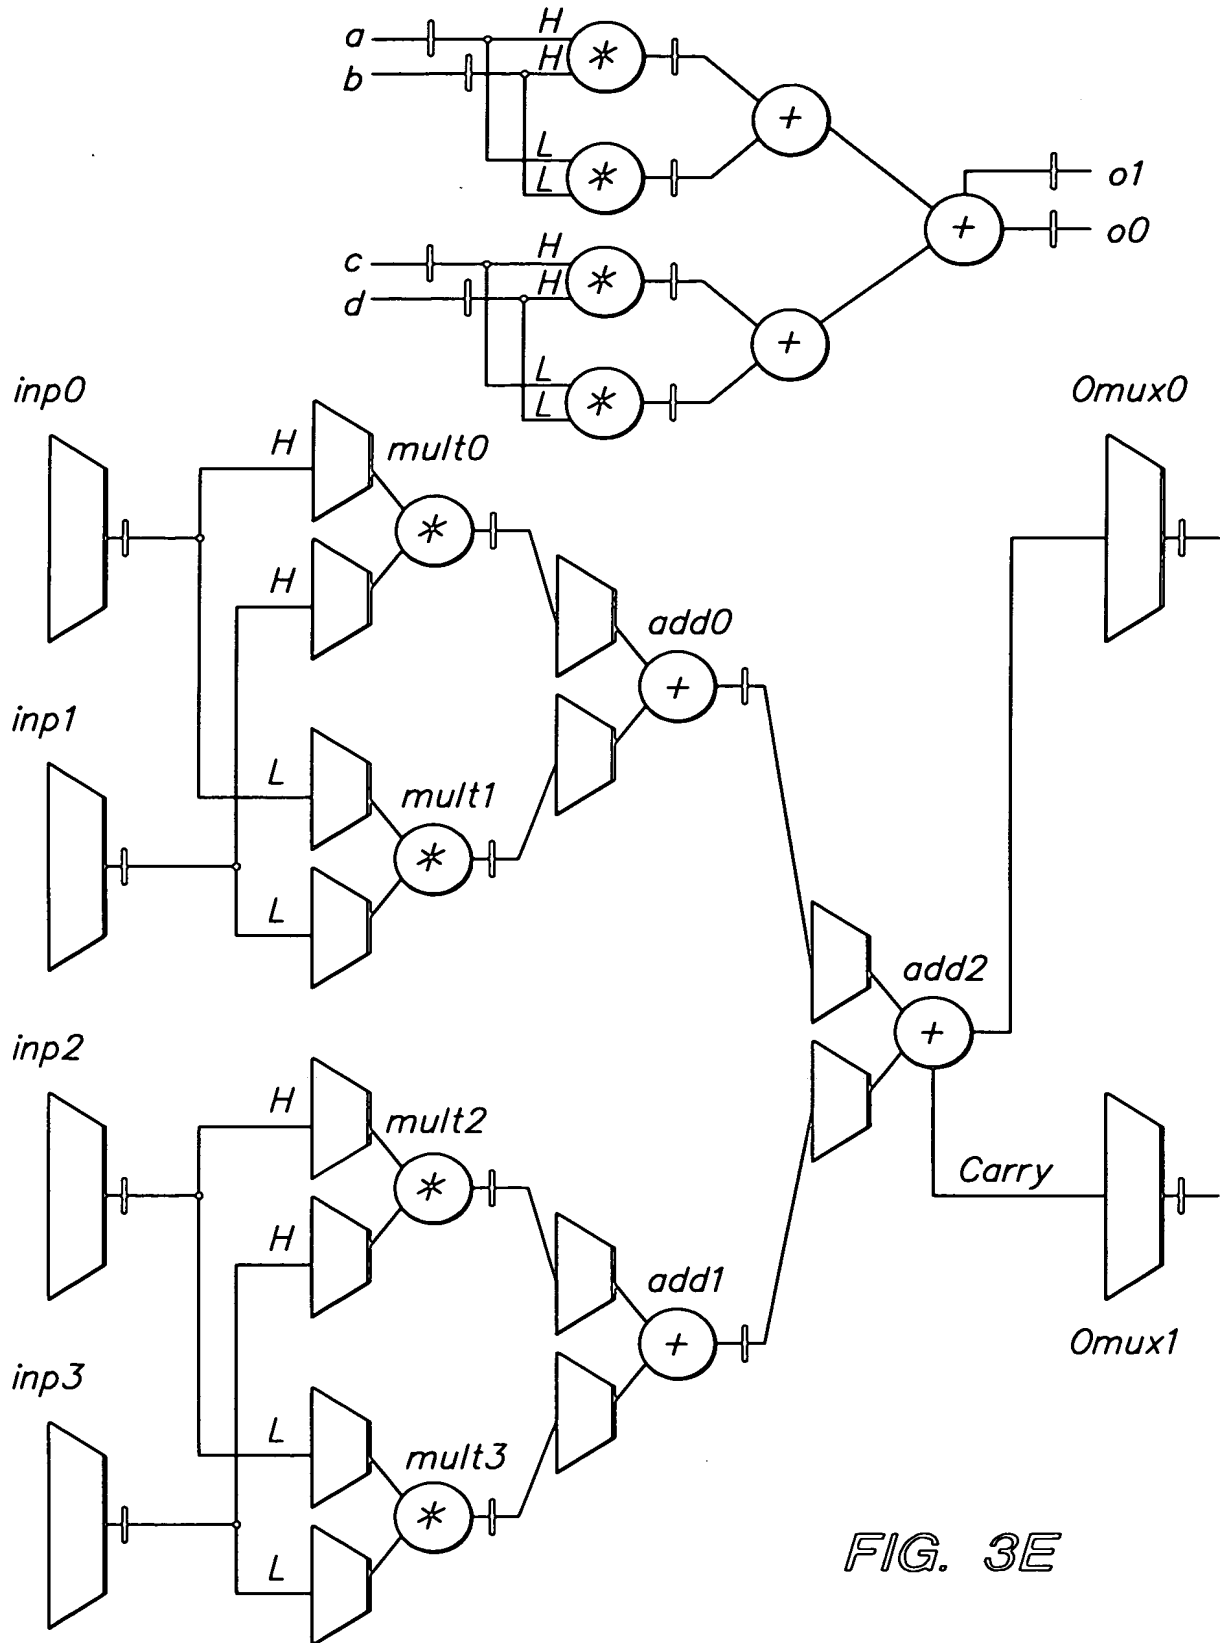 a H
b H *
+
L
L *
o1
+ o0
c H
d H *
+
L
L *
inp0 Omux0
H mult0
*
H
add0
+
inp1
L mult1
*
L
add2
+
inp2
H mult2
*
H
Carry
add1
+
Omux1
inp3
L mult3
*
L
FIG. 3E